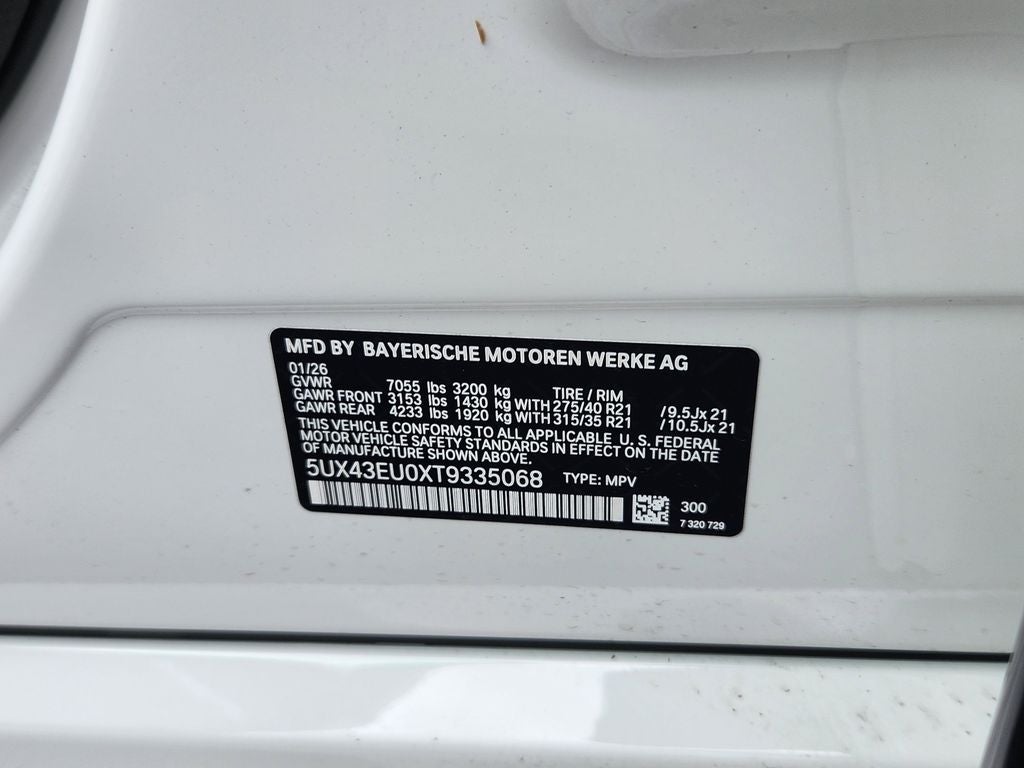 MFD BY BAYERISCHE MOTOREN WERKE AG
01/26
GVWR 7055 lbs 3200 kg TIRE / RIM
GAWR FRONT 3153 lbs 1430 kg WITH 275/40 R21 /9.5Jx 21
GAWR REAR 4233 lbs 1920 kg WITH 315/35 R21 /10.5Jx 21
THIS VEHICLE CONFORMS TO ALL APPLICABLE U. S. FEDERAL
MOTOR VEHICLE SAFETY STANDARDS IN EFFECT ON THE DATE
OF MANUFACTURE SHOWN ABOVE.
5UX43EU0XT9335068 TYPE: MPV
300
7 320 729